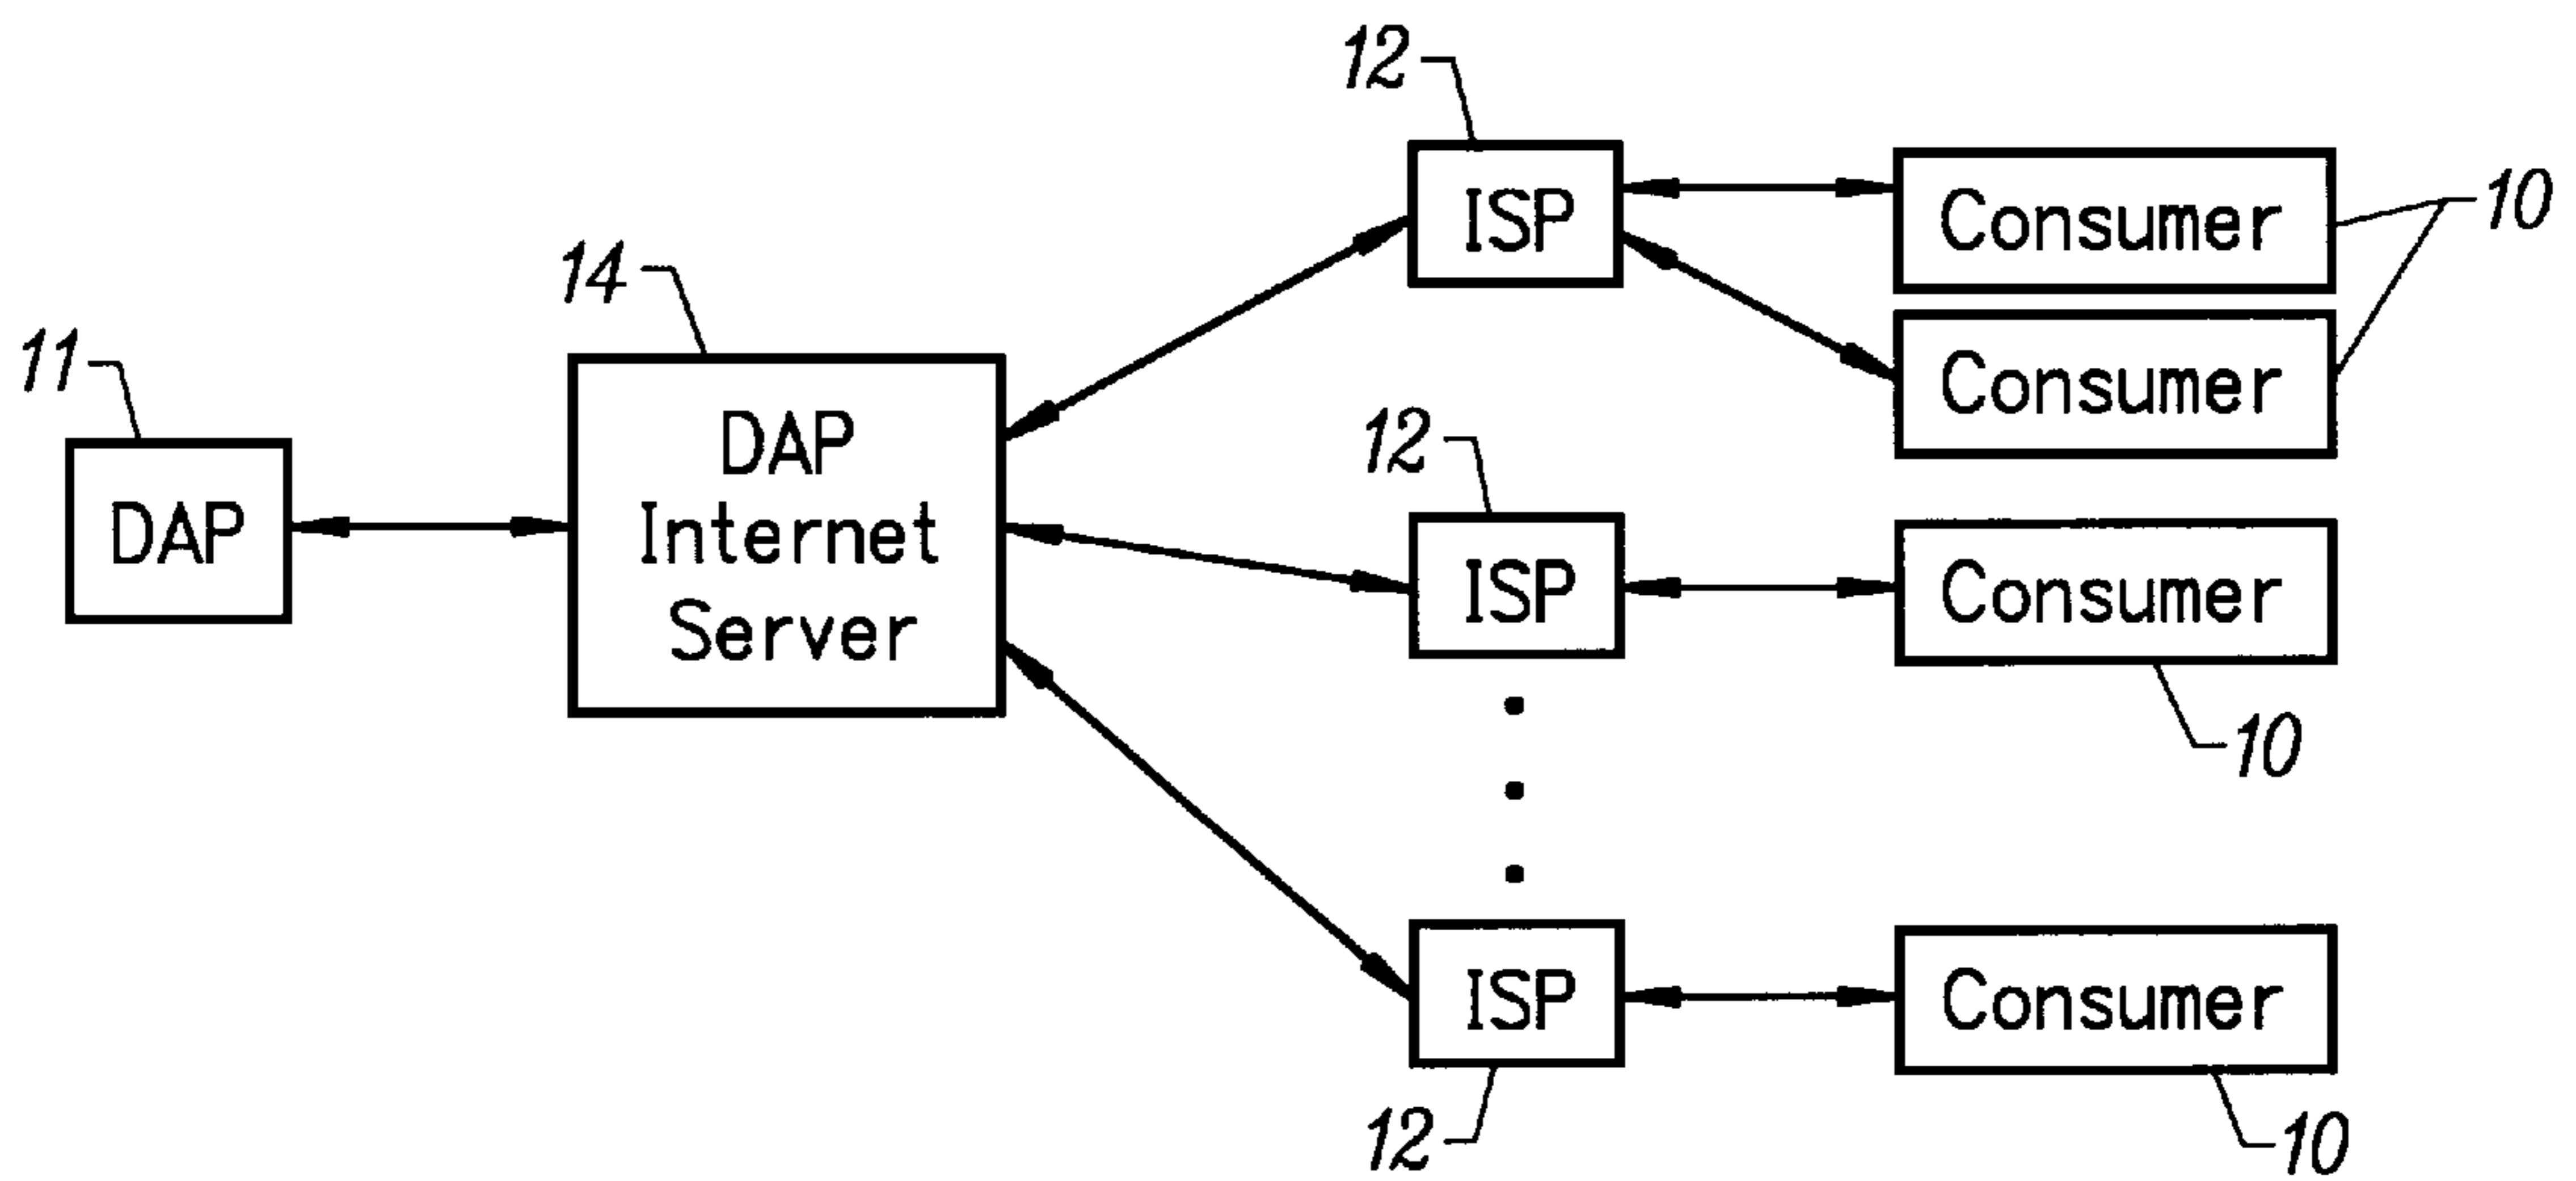 12
ISP
Consumer
10
Consumer
14
11
DAP
DAP
Internet
Server
12
ISP
Consumer
10
ISP
Consumer
12
10